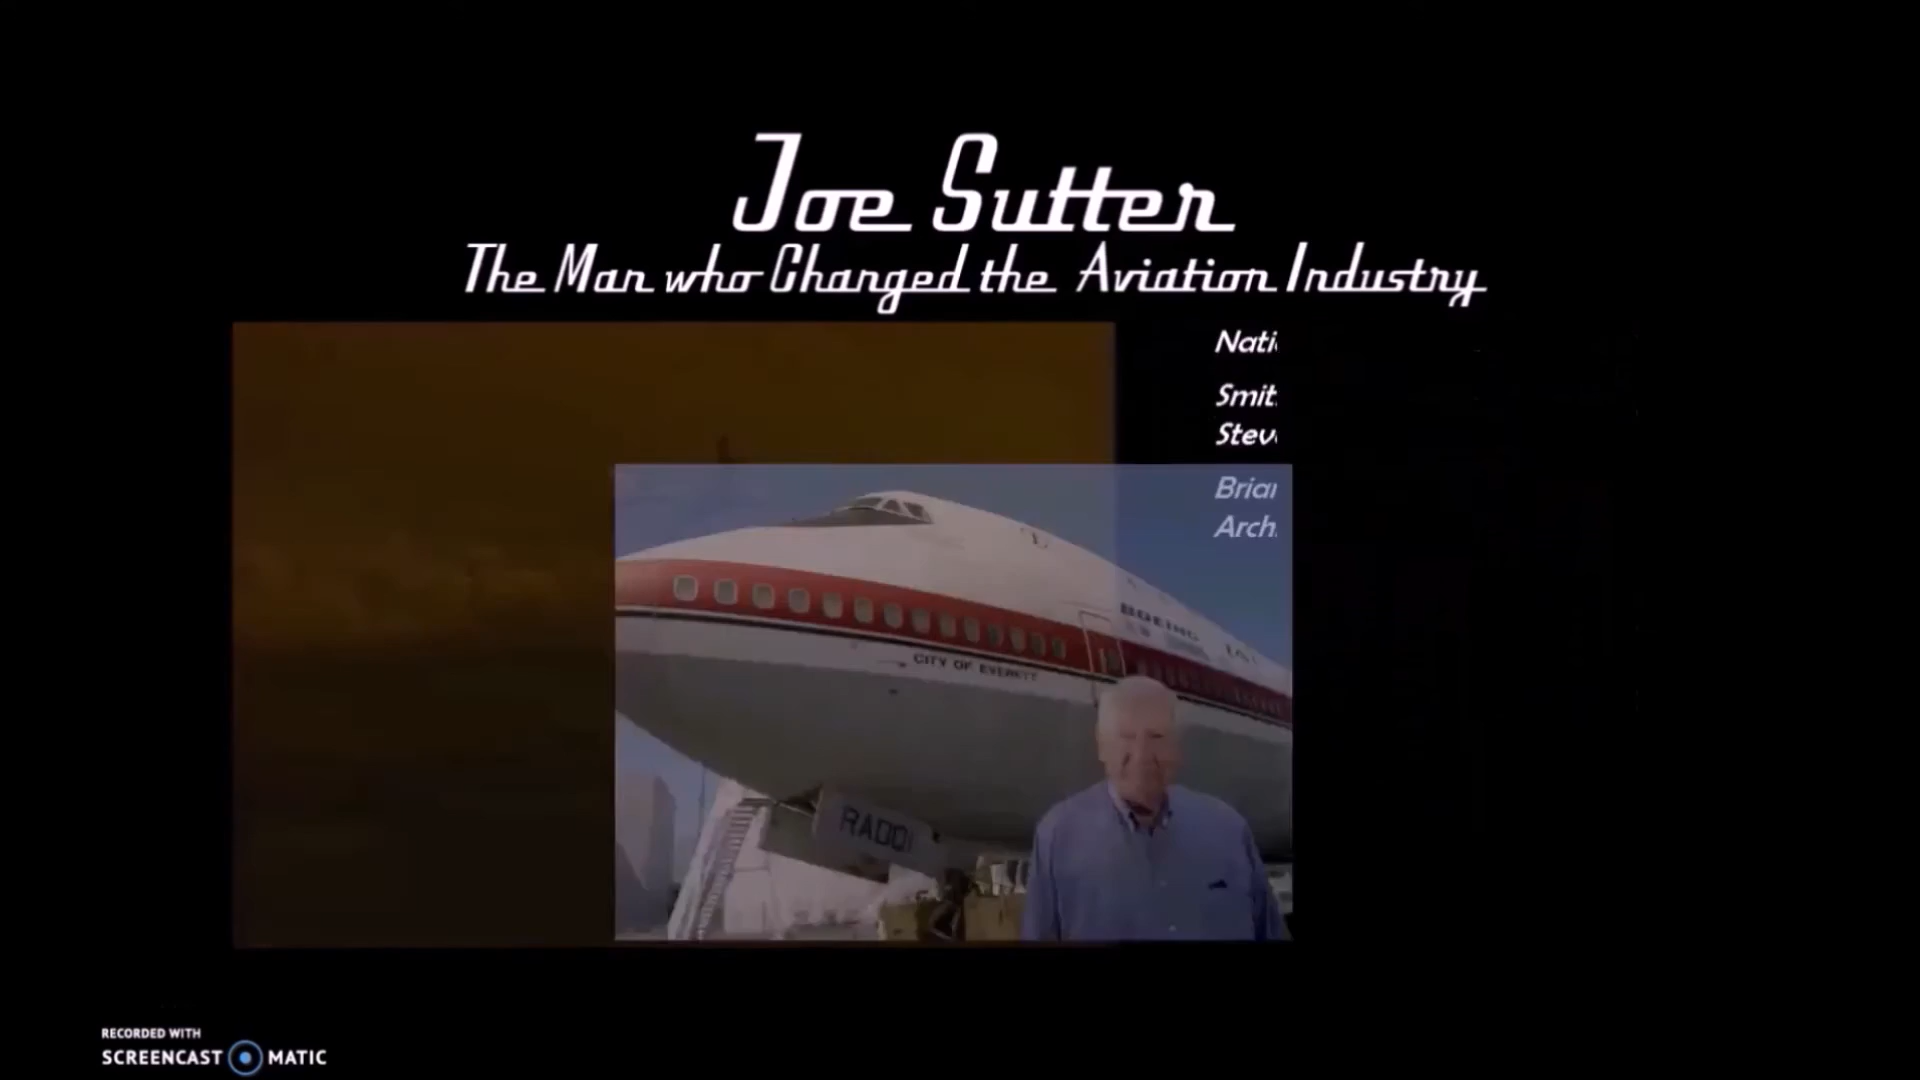 Joe Sutter
The Man who Changed the Aviation Industry
Nati
Smit
Stev
Brian
Arch
BOEING
CITY OF EVERETT
RA001
RECORDED WITH
SCREENCAST MATIC